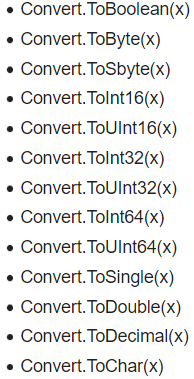 • Convert.ToBoolean(x)
• Convert.ToByte(x)
• Convert.ToSbyte(x)
• Convert.ToInt16(x)
• Convert.ToUInt16(x)
• Convert.ToInt32(x)
• Convert.ToUInt32(x)
• Convert.ToInt64(x)
• Convert.ToUInt64(x)
• Convert.ToSingle(x)
• Convert.ToDouble(x)
• Convert.ToDecimal(x)
• Convert.ToChar(x)